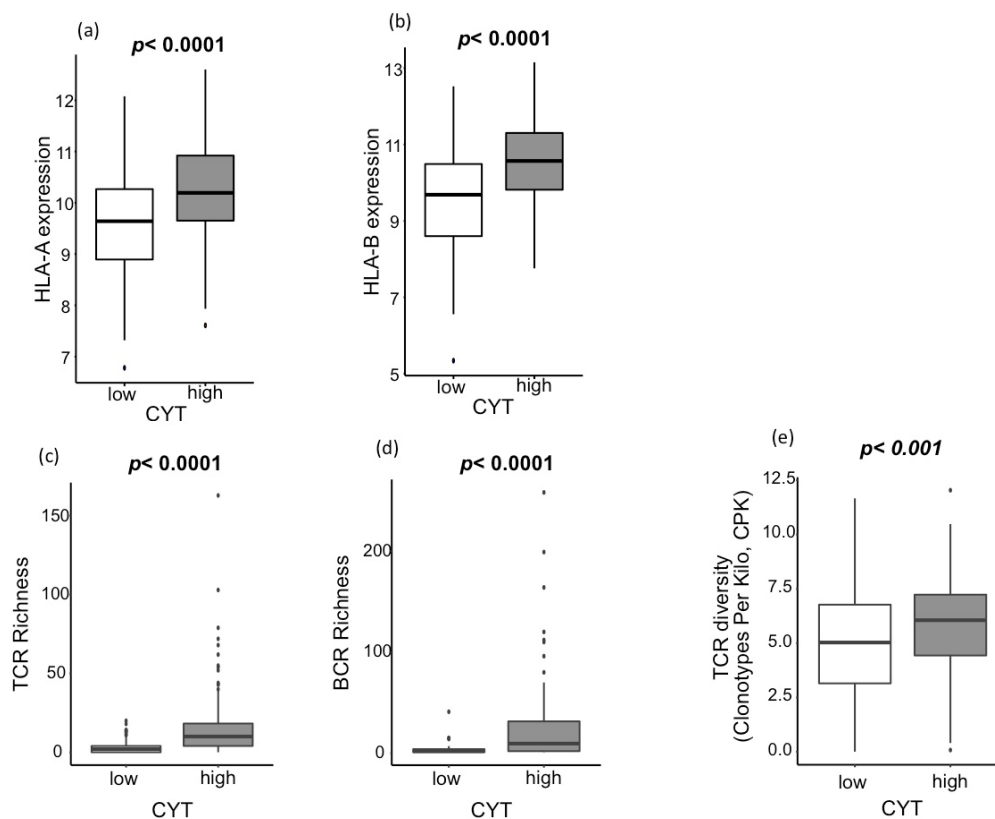 (a)
p< 0.0001
HLA-A expression
12
11
10
9
8
7
low
high
CYT
(b)
p< 0.0001
HLA-B expression
13
11
9
7
5
low
high
CYT
(c)
p< 0.0001
TCR Richness
150
100
50
0
low
high
CYT
(d)
p< 0.0001
BCR Richness
200
100
0
low
high
CYT
(e)
p< 0.001
TCR diversity
(Clonotypes Per Kilo, CPK)
12.5
10.0
7.5
5.0
2.5
0.0
low
high
CYT